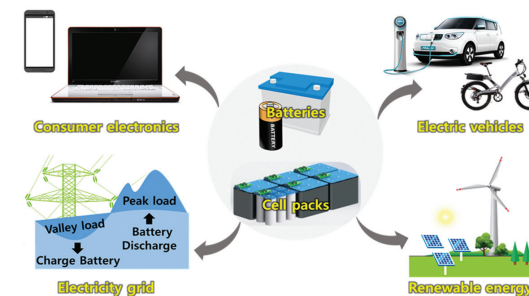 Consumer electronics
Batteries
BATTERY
Cell packs
Electric vehicles
Peak load
Valley load
Battery
Discharge
Charge Battery
Electricity grid
Renewable energy